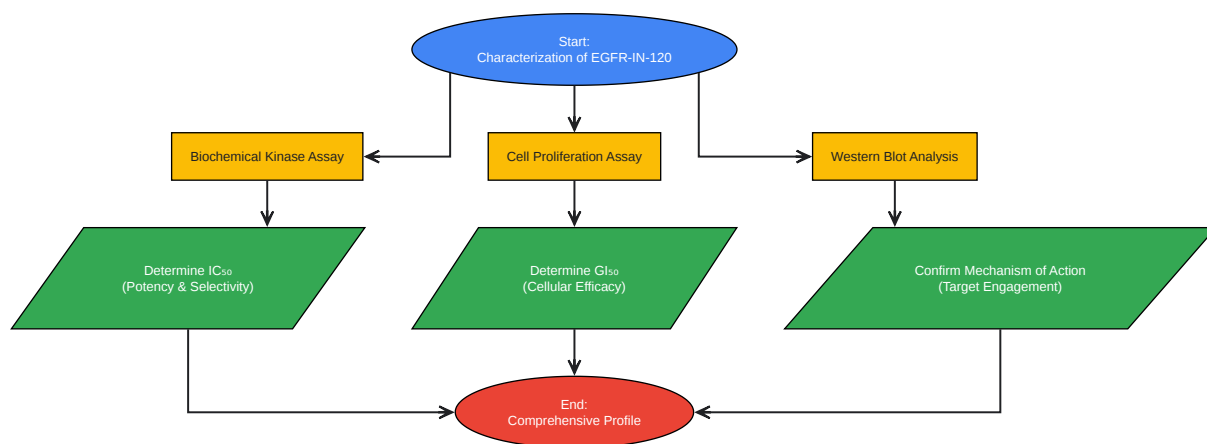 Start:
Characterization of EGFR-IN-120
Biochemical Kinase Assay
Cell Proliferation Assay
Western Blot Analysis
Determine IC₅₀
(Potency & Selectivity)
Determine GI₅₀
(Cellular Efficacy)
Confirm Mechanism of Action
(Target Engagement)
End:
Comprehensive Profile